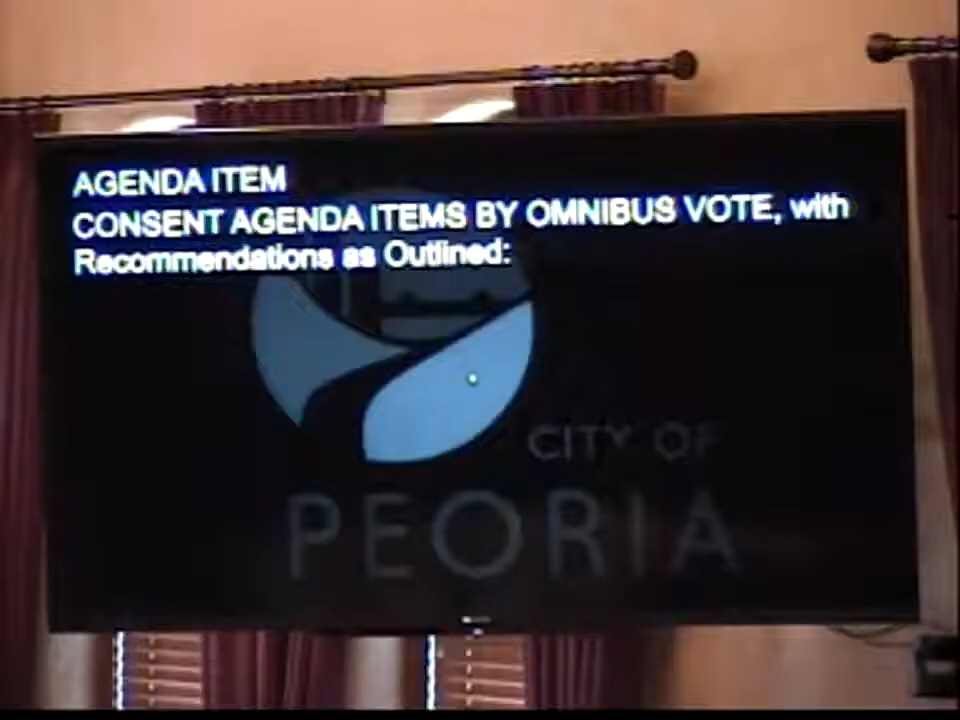 AGENDA ITEM
CONSENT AGENDA ITEMS BY OMNIBUS VOTE, with
Recommendations as Outlined:
CITY OF
PEORIA